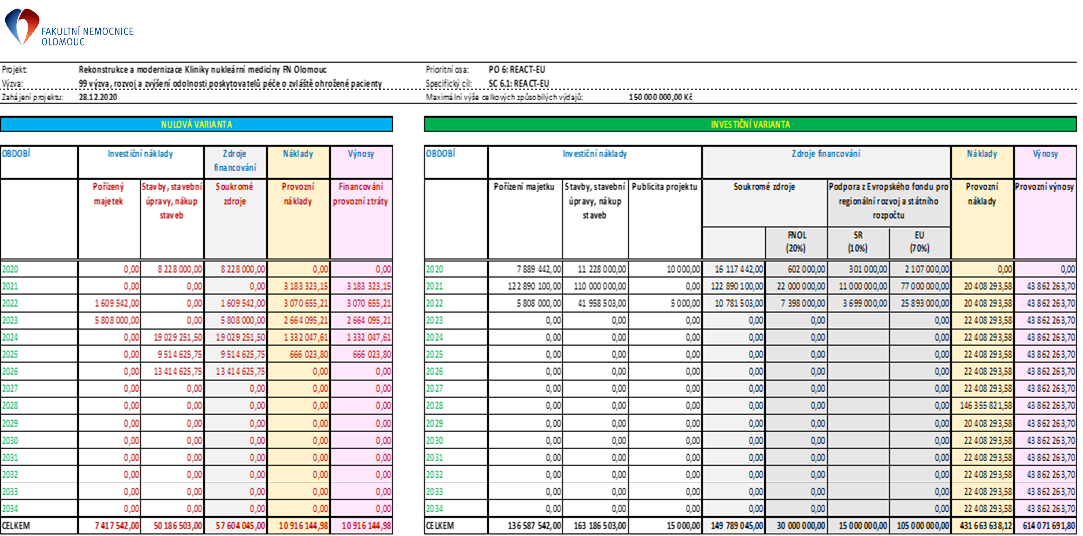 FAKULTNÍ NEMOCNICE
OLOMOUC
Projekt: Rekonstrukce a modernizace Kliniky nukleární medicíny FN Olomouc Prioritní osa: PO 6: REACT-EU
Výzva: 99 výzva, rozvoj a zvýšení odolnosti poskytovatelů péče o zvláště ohrožené pacienty Specifický cíl: SC 6.1: REACT-EU
Zahájení projektu: 28.12.2020 Maximální výše celkových způsobilých výdajů: 150 000 000,00 Kč
NULOVÁ VARIANTA INVESTIČNÍ VARIANTA
OBDOBÍ Investiční náklady Zdroje financování Náklady Výnosy OBDOBÍ Investiční náklady Zdroje financování Náklady Výnosy
Pořízený majetek Stavby, stavební úpravy, nákup staveb Soukromé zdroje Provozní náklady Financování provozní ztráty Pořízení majetku Stavby, stavební úpravy, nákup staveb Publicita projektu Soukromé zdroje Podpora z Evropského fondu pro regionální rozvoj a státního rozpočtu Provozní náklady Provozní výnosy
FNOL (20%) SR (10%) EU (70%)
2020 0,00 8 228 000,00 8 228 000,00 0,00 0,00 2020 7 889 442,00 11 228 000,00 10 000,00 16 117 442,00 602 000,00 301 000,00 2 107 000,00 0,00 0,00
2021 0,00 0,00 0,00 3 183 323,15 3 183 323,15 2021 122 890 100,00 110 000 000,00 0,00 122 890 100,00 22 000 000,00 11 000 000,00 77 000 000,00 20 408 293,58 43 862 263,70
2022 1 609 542,00 0,00 1 609 542,00 3 070 655,21 3 070 655,21 2022 5 808 000,00 41 958 503,00 5 000,00 10 781 503,00 7 398 000,00 3 699 000,00 25 893 000,00 20 408 293,58 43 862 263,70
2023 5 808 000,00 0,00 5 808 000,00 2 664 095,21 2 664 095,21 2023 0,00 0,00 0,00 0,00 0,00 0,00 22 408 293,58 43 862 263,70
2024 0,00 19 029 251,50 19 029 251,50 1 332 047,61 1 332 047,61 2024 0,00 0,00 0,00 0,00 0,00 0,00 22 408 293,58 43 862 263,70
2025 0,00 9 514 625,75 9 514 625,75 666 023,80 666 023,80 2025 0,00 0,00 0,00 0,00 0,00 0,00 22 408 293,58 43 862 263,70
2026 0,00 13 414 625,75 13 414 625,75 0,00 0,00 2026 0,00 0,00 0,00 0,00 0,00 0,00 22 408 293,58 43 862 263,70
2027 0,00 0,00 0,00 0,00 0,00 2027 0,00 0,00 0,00 0,00 0,00 0,00 22 408 293,58 43 862 263,70
2028 0,00 0,00 0,00 0,00 0,00 2028 0,00 0,00 0,00 0,00 0,00 0,00 146 355 821,58 43 862 263,70
2029 0,00 0,00 0,00 0,00 0,00 2029 0,00 0,00 0,00 0,00 0,00 0,00 20 408 293,58 43 862 263,70
2030 0,00 0,00 0,00 0,00 0,00 2030 0,00 0,00 0,00 0,00 0,00 0,00 22 408 293,58 43 862 263,70
2031 0,00 0,00 0,00 0,00 0,00 2031 0,00 0,00 0,00 0,00 0,00 0,00 22 408 293,58 43 862 263,70
2032 0,00 0,00 0,00 0,00 0,00 2032 0,00 0,00 0,00 0,00 0,00 0,00 22 408 293,58 43 862 263,70
2033 0,00 0,00 0,00 0,00 0,00 2033 0,00 0,00 0,00 0,00 0,00 0,00 22 408 293,58 43 862 263,70
2034 0,00 0,00 0,00 0,00 0,00 2034 0,00 0,00 0,00 0,00 0,00 0,00 22 408 293,58 43 862 263,70
CELKEM 7 417 542,00 50 186 503,00 57 604 045,00 10 916 144,98 10 916 144,98 CELKEM 136 587 542,00 163 186 503,00 15 000,00 149 789 045,00 30 000 000,00 15 000 000,00 105 000 000,00 431 663 638,12 614 071 691,80